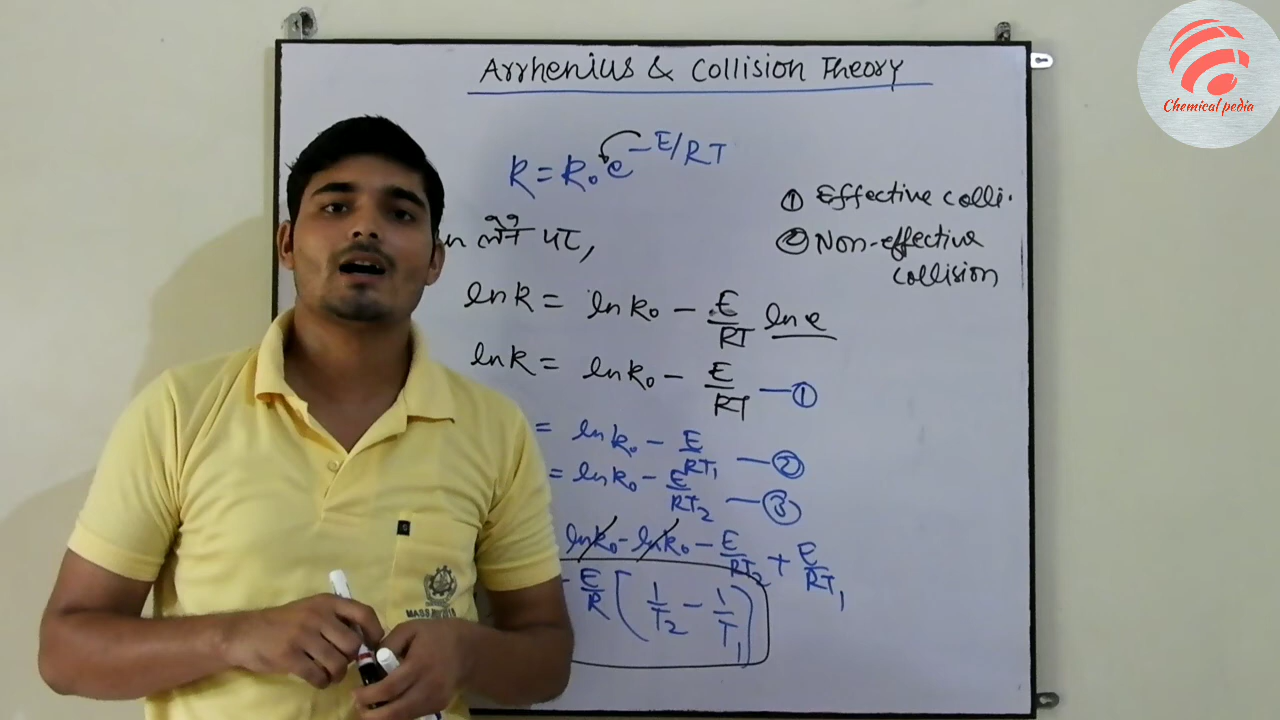 Arrhenius & Collision Theory
k = k₀e^-E/RT
① Effective colli.
② Non-effective
collision
लेने पर,
ln k = ln k₀ - E/RT ln e
ln k = ln k₀ - E/RT —①
= ln k₀ - E/RT₁ —②
= ln k₀ - E/RT₂ —③
ln k₀ - ln k₀ - E/RT₂ + E/RT₁
- E/R [1/T₂ - 1/T₁]
Chemical pedia